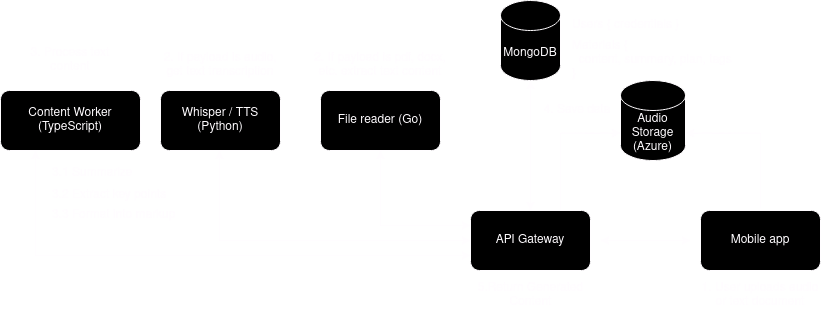 MongoDB
Content Worker
(TypeScript)
Whisper / TTS
(Python)
File reader (Go)
Audio
Storage
(Azure)
API Gateway
Mobile app